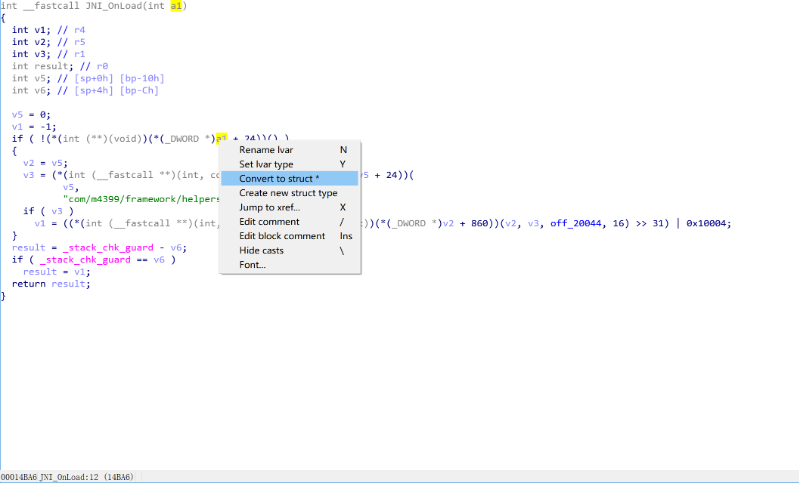 int __fastcall JNI_OnLoad(int a1)
{
int v1; // r4
int v2; // r5
int v3; // r1
int result; // r0
int v5; // [sp+0h] [bp-10h]
int v6; // [sp+4h] [bp-Ch]
v5 = 0;
v1 = -1;
if ( !(*(int (**)(void))(*(_DWORD *)a1 + 24))() )
{
v2 = v5;
v3 = (*(int (__fastcall **)(int, co v5 + 24))(
v5,
"com/m4399/framework/helpers
if ( v3 )
v1 = ((*(int (__fastcall **)(int, ))(*(_DWORD *)v2 + 860))(v2, v3, off_20044, 16) >> 31) | 0x10004;
}
result = _stack_chk_guard - v6;
if ( _stack_chk_guard == v6 )
result = v1;
return result;
}
Rename lvar N
Set lvar type Y
Convert to struct *
Create new struct type
Jump to xref... X
Edit comment /
Edit block comment Ins
Hide casts \
Font...
00014BA6 JNI_OnLoad:12 (14BA6)